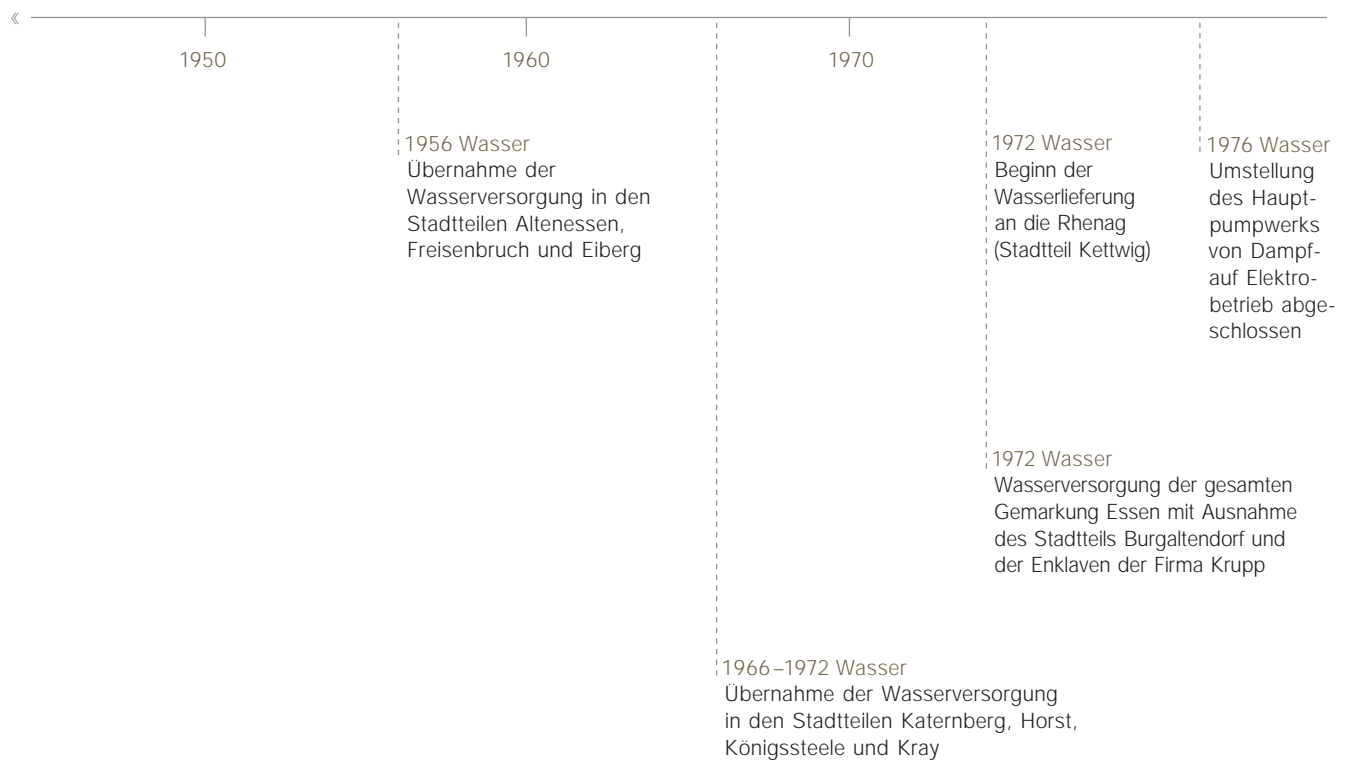 «
1950
1960
1970
1956 Wasser
Übernahme der
Wasserversorgung in den
Stadtteilen Altenessen,
Freisenbruch und Eiberg
1972 Wasser
Beginn der
Wasserlieferung
an die Rhenag
(Stadtteil Kettwig)
1976 Wasser
Umstellung
des Haupt-
pumpwerks
von Dampf-
auf Elektro-
betrieb abge-
schlossen
1972 Wasser
Wasserversorgung der gesamten
Gemarkung Essen mit Ausnahme
des Stadtteils Burgaltendorf und
der Enklaven der Firma Krupp
1966–1972 Wasser
Übernahme der Wasserversorgung
in den Stadtteilen Katernberg, Horst,
Königssteele und Kray